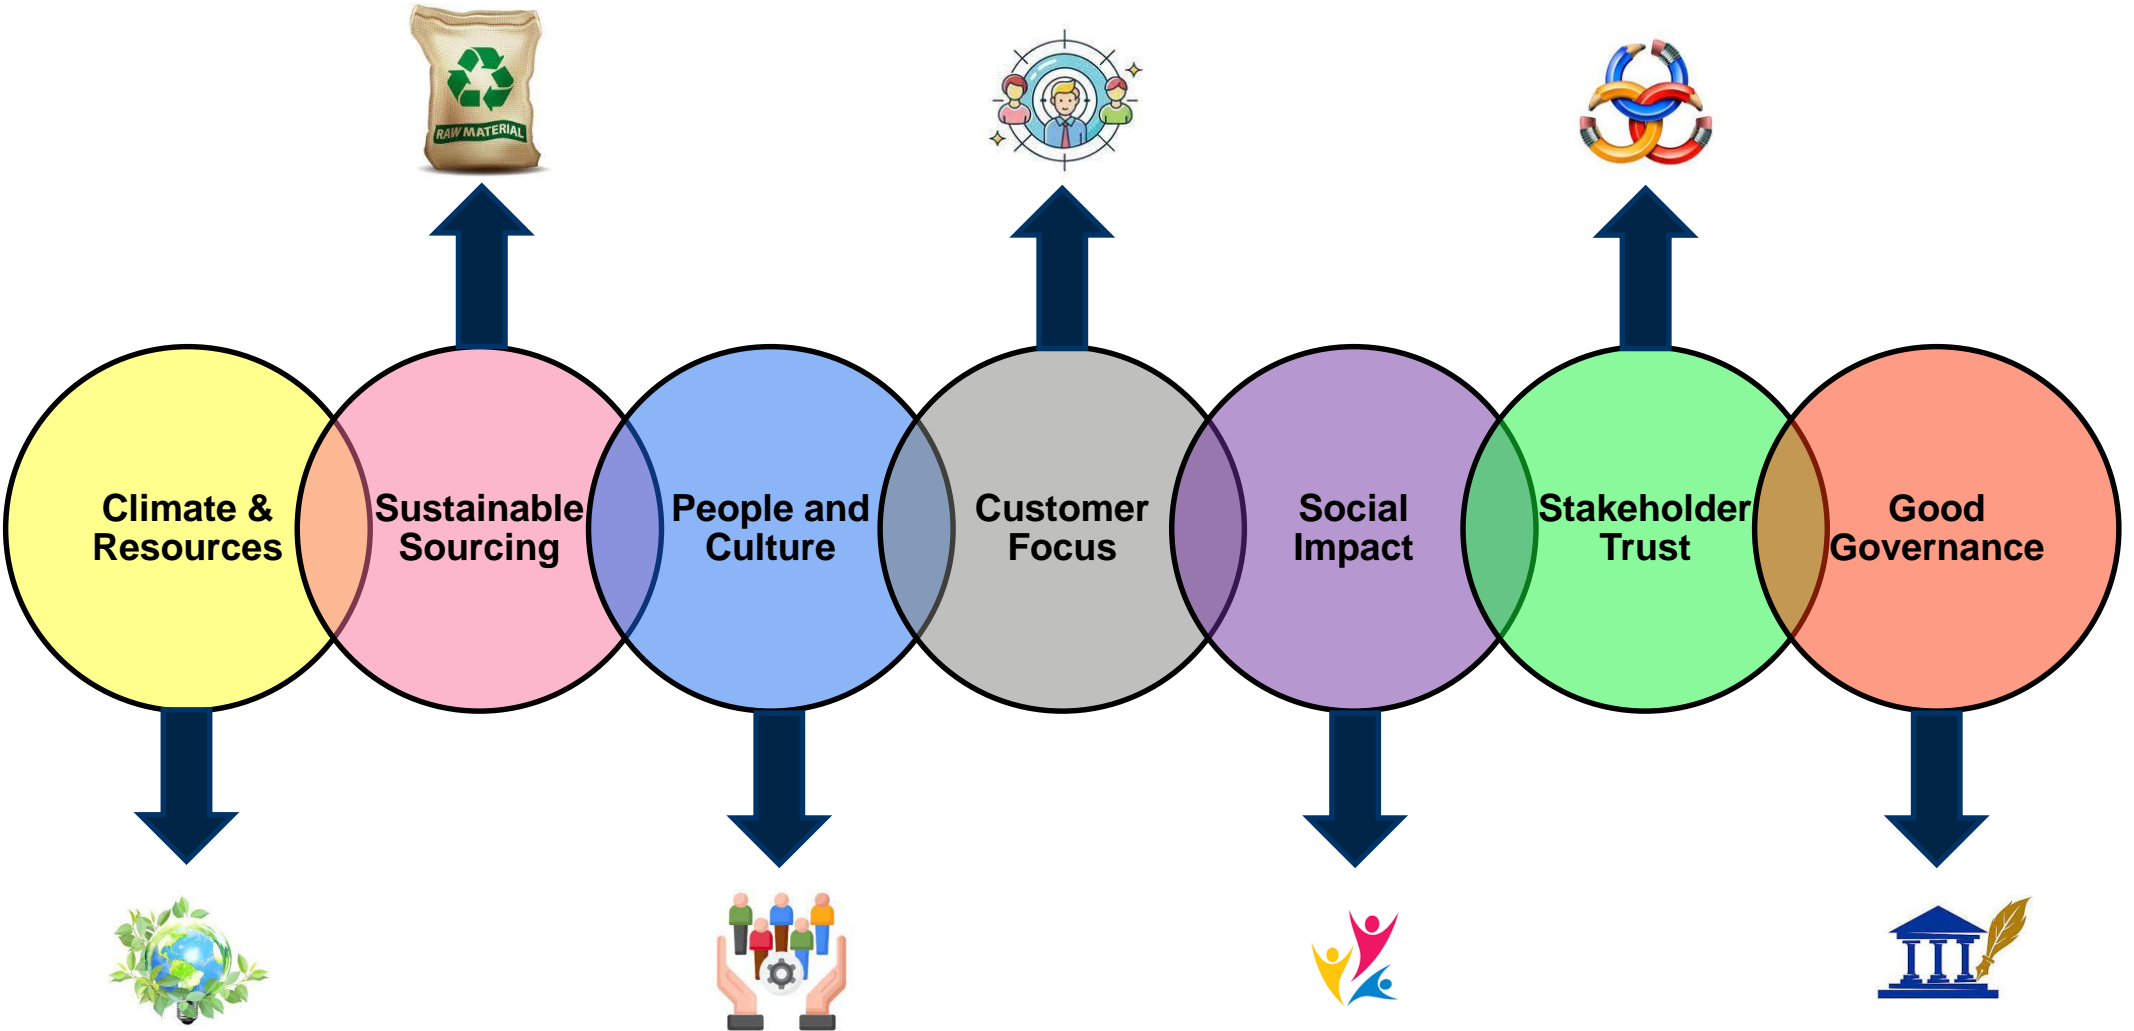 RAW MATERIAL
Climate &
Resources
Sustainable
Sourcing
People and
Culture
Customer
Focus
Social
Impact
Stakeholder
Trust
Good
Governance